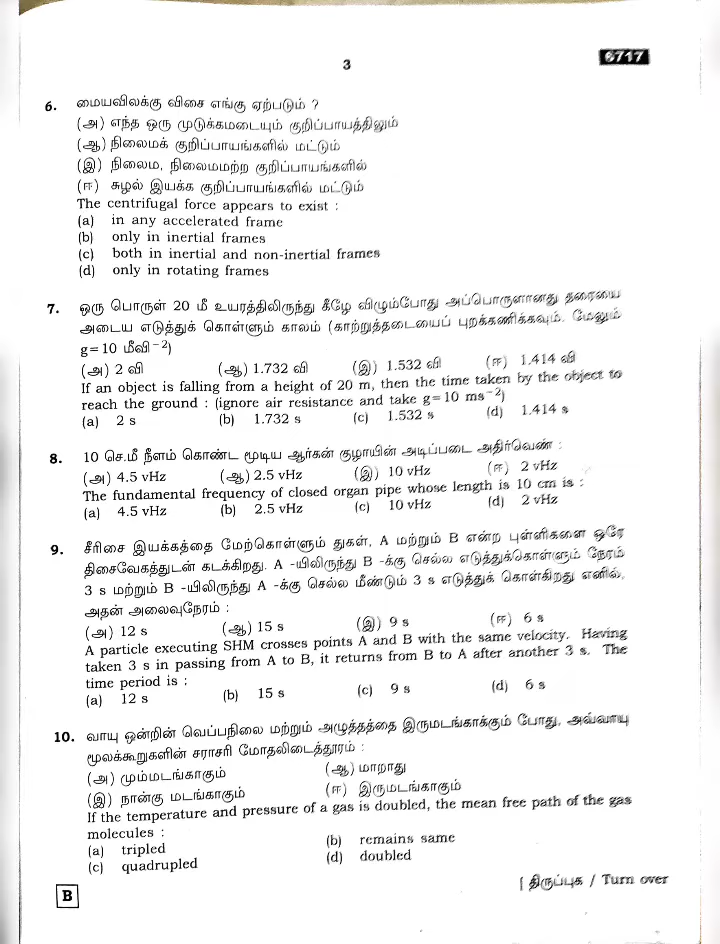 3
6717
6. மையவிலக்கு விசை எங்கு ஏற்படும் ?
(அ) எந்த ஒரு முடுக்கமடையும் குறிப்பாயத்திலும்
(ஆ) நிலைமக் குறிப்பாயங்களில் மட்டும்
(இ) நிலைம, நிலைமமற்ற குறிப்பாயங்களில்
(ஈ) சுழல் இயக்க குறிப்பாயங்களில் மட்டும்
The centrifugal force appears to exist :
(a) in any accelerated frame
(b) only in inertial frames
(c) both in inertial and non-inertial frames
(d) only in rotating frames
7. ஒரு பொருள் 20 மீ உயரத்திலிருந்து கீழே விழும்போது அப்பொருளானது தரையை
அடைய எடுத்துக் கொள்ளும் காலம் (காற்றுத்தடையைப் புறக்கணிக்கவும். மேலும்
g=10 மீவி⁻²)
(அ) 2 வி (ஆ) 1.732 வி (இ) 1.532 வி (ஈ) 1.414 வி
If an object is falling from a height of 20 m, then the time taken by the object to
reach the ground : (ignore air resistance and take g=10 ms⁻²)
(a) 2 s (b) 1.732 s (c) 1.532 s (d) 1.414 s
8. 10 செ.மீ நீளம் கொண்ட மூடிய ஆர்கன் குழாயின் அடிப்படை அதிர்வெண் :
(அ) 4.5 vHz (ஆ) 2.5 vHz (இ) 10 vHz (ஈ) 2 vHz
The fundamental frequency of closed organ pipe whose length is 10 cm is :
(a) 4.5 vHz (b) 2.5 vHz (c) 10 vHz (d) 2 vHz
9. சீரிசை இயக்கத்தை மேற்கொள்ளும் துகள், A மற்றும் B என்ற புள்ளிகளை ஒரே
திசைவேகத்துடன் கடக்கிறது. A -யிலிருந்து B -க்கு செல்ல எடுத்துக்கொள்ளும் நேரம்
3 s மற்றும் B -யிலிருந்து A -க்கு செல்ல மீண்டும் 3 s எடுத்துக் கொள்கிறது எனில்,
அதன் அலைவுநேரம் :
(அ) 12 s (ஆ) 15 s (இ) 9 s (ஈ) 6 s
A particle executing SHM crosses points A and B with the same velocity. Having
taken 3 s in passing from A to B, it returns from B to A after another 3 s. The
time period is :
(a) 12 s (b) 15 s (c) 9 s (d) 6 s
10. வாயு ஒன்றின் வெப்பநிலை மற்றும் அழுத்தத்தை இருமடங்காக்கும் போது, அவ்வாயு
மூலக்கூறுகளின் சராசரி மோதலிடைத்தூரம் :
(அ) மும்மடங்காகும் (ஆ) மாறாது
(இ) நான்கு மடங்காகும் (ஈ) இருமடங்காகும்
If the temperature and pressure of a gas is doubled, the mean free path of the gas
molecules :
(a) tripled (b) remains same
(c) quadrupled (d) doubled
B
[ திருப்புக / Turn over